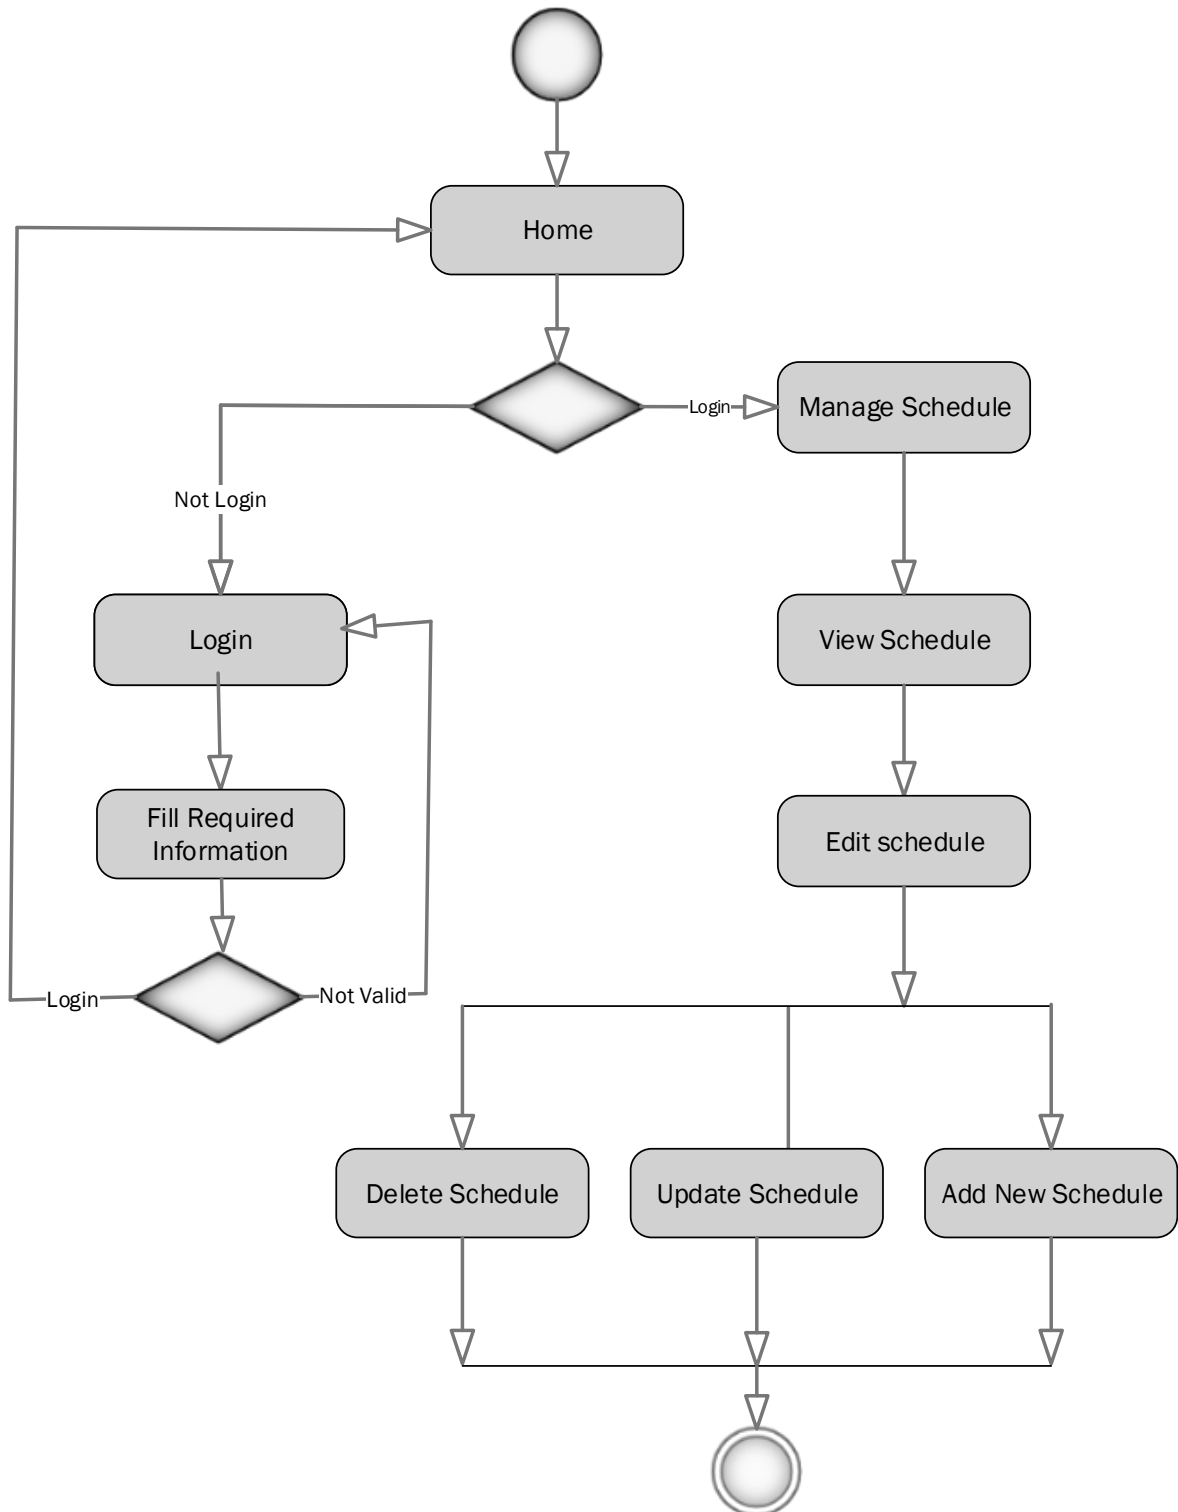 Home
Login
Manage Schedule
Not Login
Login
View Schedule
Fill Required
Information
Edit schedule
Login
Not Valid
Delete Schedule
Update Schedule
Add New Schedule